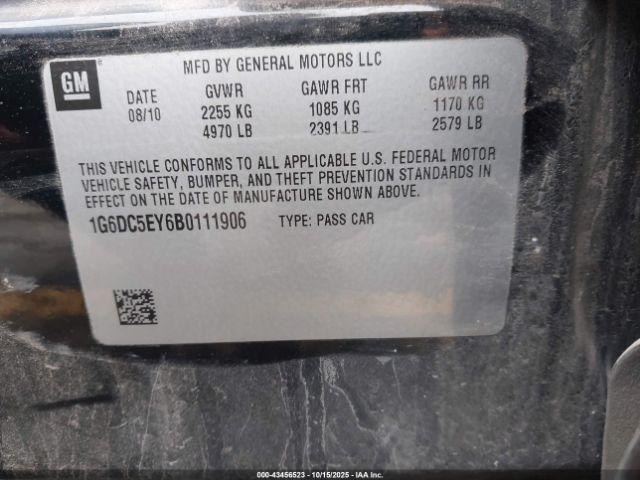 GM
MFD BY GENERAL MOTORS LLC
DATE GVWR GAWR FRT GAWR RR
08/10 2255 KG 1085 KG 1170 KG
4970 LB 2391 LB 2579 LB
THIS VEHICLE CONFORMS TO ALL APPLICABLE U.S. FEDERAL MOTOR
VEHICLE SAFETY, BUMPER, AND THEFT PREVENTION STANDARDS IN
EFFECT ON THE DATE OF MANUFACTURE SHOWN ABOVE.
1G6DC5EY6B0111906 TYPE: PASS CAR
000-43456523 - 10/15/2025 - IAA Inc.